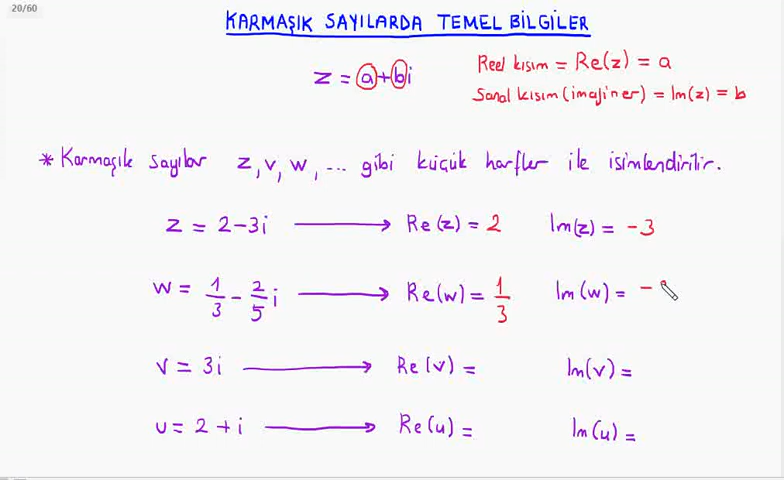 20/60
KARMAŞIK SAYILARDA TEMEL BİLGİLER
z = a+bi
Reel kısım = Re(z) = a
Sanal kısım (imajiner) = Im(z) = b
* Karmaşık sayılar z, v, w, ... gibi küçük harfler ile isimlendirilir.
z = 2-3i → Re(z) = 2 Im(z) = -3
w = 1/3 - 2/5 i → Re(w) = 1/3 Im(w) = -
v = 3i → Re(v) = Im(v) =
u = 2 + i → Re(u) = Im(u) =